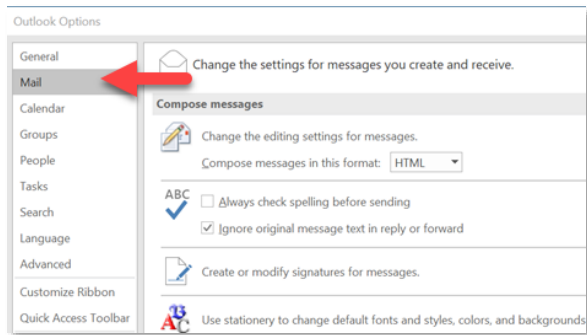 Outlook Options
General
Mail
Calendar
Groups
People
Tasks
Search
Language
Advanced
Customize Ribbon
Quick Access Toolbar
Change the settings for messages you create and receive.
Compose messages
Change the editing settings for messages.
Compose messages in this format: HTML
ABC
Always check spelling before sending
Ignore original message text in reply or forward
Create or modify signatures for messages.
Use stationery to change default fonts and styles, colors, and backgrounds